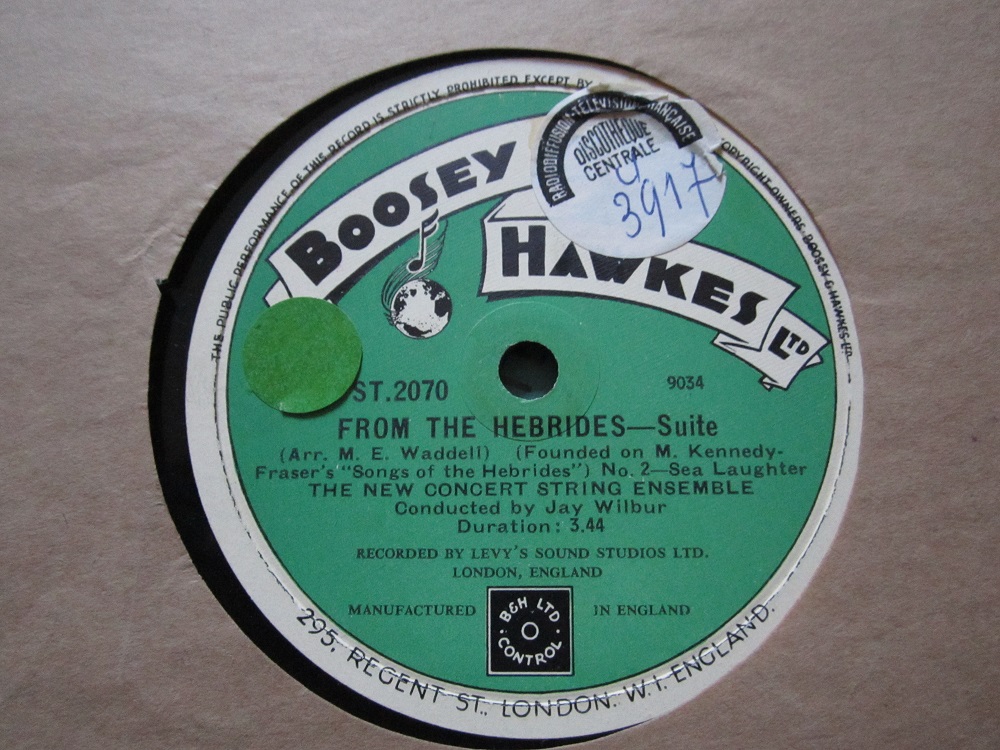 THE PUBLIC PERFORMANCE OF THIS RECORD IS STRICTLY PROHIBITED EXCEPT BY
COPYRIGHT OWNERS BOOSEY & HAWKES LTD.
BOOSEY
HAWKES LTD
RADIODIFFUSION-TÉLÉVISION FRANÇAISE
DISCOTHÈQUE
CENTRALE
3917
ST.2070
9034
FROM THE HEBRIDES—Suite
(Arr. M. E. Waddell) (Founded on M. Kennedy-
Fraser's "Songs of the Hebrides") No. 2—Sea Laughter
THE NEW CONCERT STRING ENSEMBLE
Conducted by Jay Wilbur
Duration: 3.44
RECORDED BY LEVY'S SOUND STUDIOS LTD.
LONDON, ENGLAND
MANUFACTURED IN ENGLAND
B&H LTD
CONTROL
295, REGENT ST., LONDON. W.1. ENGLAND.